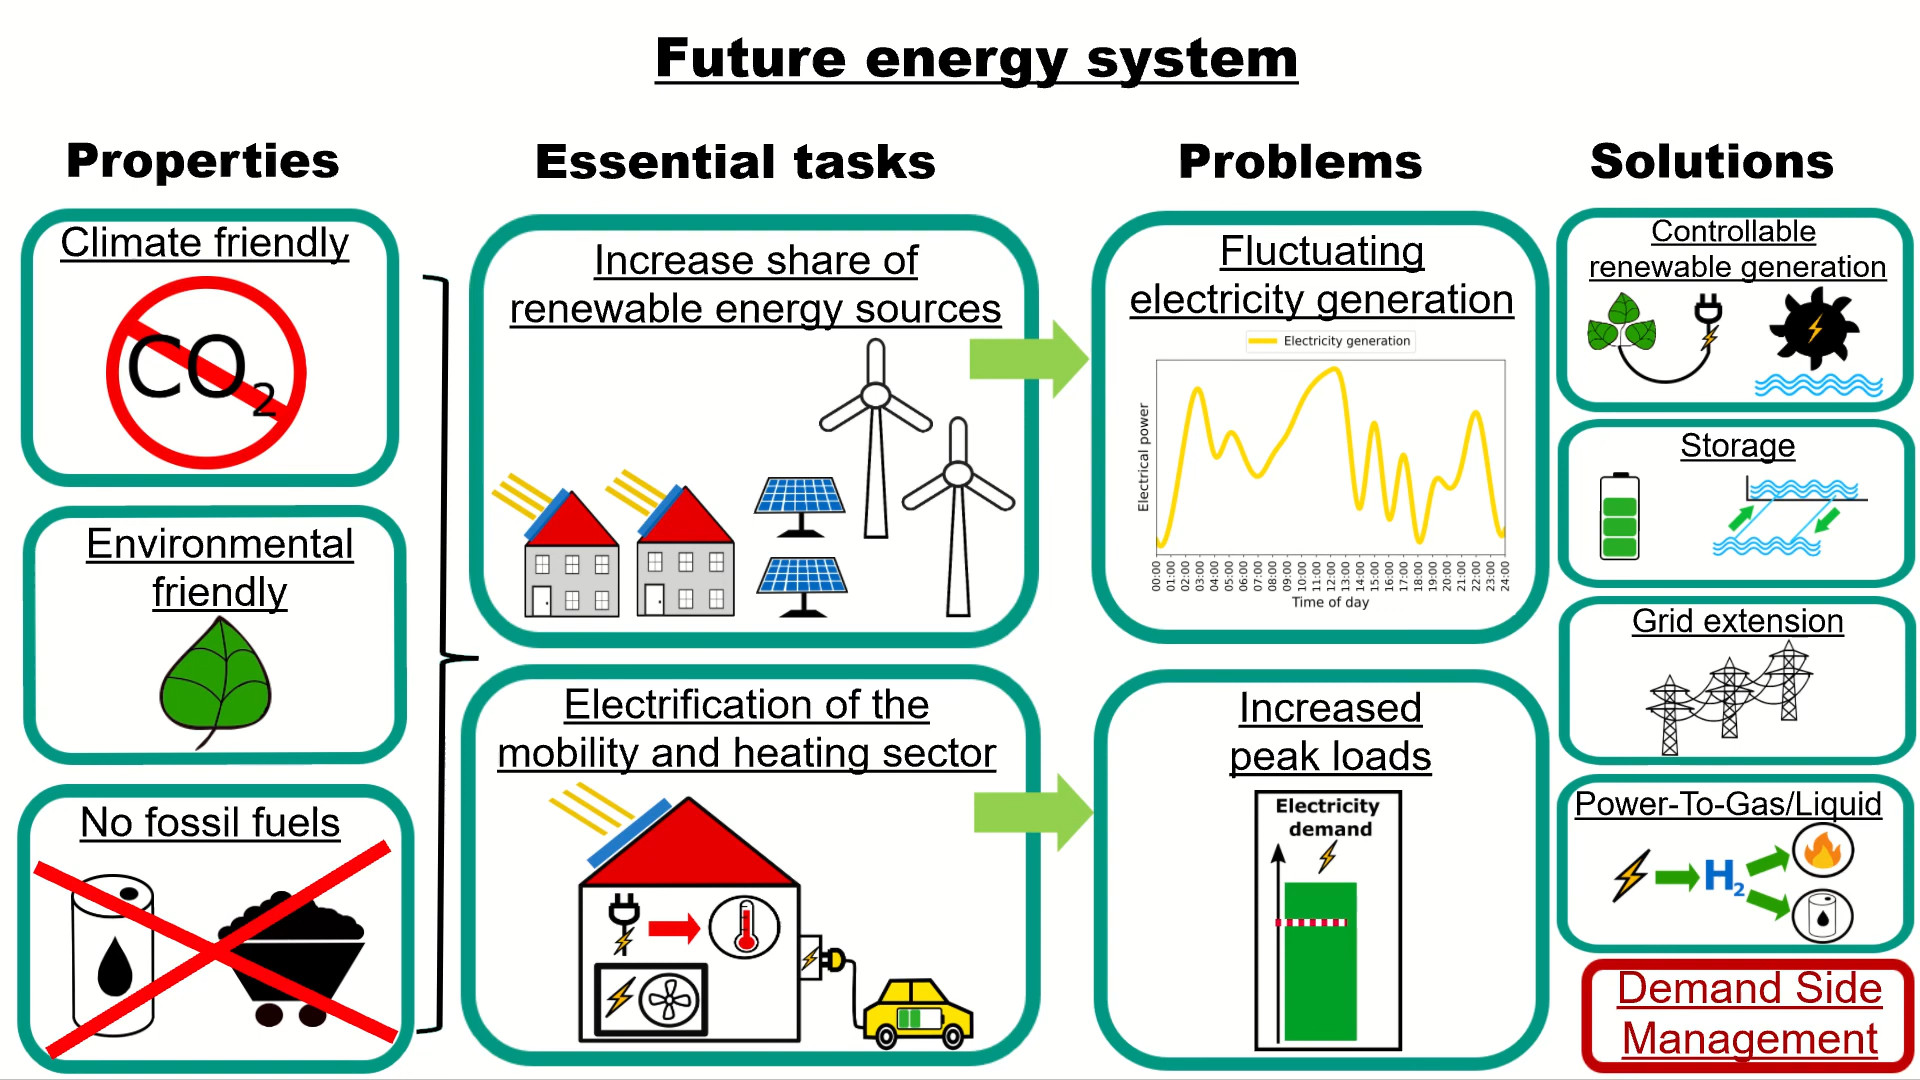 Future energy system
Properties
Essential tasks
Problems
Solutions
Climate friendly
CO2
Environmental
friendly
No fossil fuels
Increase share of
renewable energy sources
Electrification of the
mobility and heating sector
Fluctuating
electricity generation
Electricity generation
Electrical power
00:00
01:00
02:00
03:00
04:00
05:00
06:00
07:00
08:00
09:00
10:00
11:00
12:00
13:00
14:00
15:00
16:00
17:00
18:00
19:00
20:00
21:00
22:00
23:00
24:00
Time of day
Increased
peak loads
Electricity
demand
Controllable
renewable generation
Storage
Grid extension
Power-To-Gas/Liquid
H2
Demand Side
Management